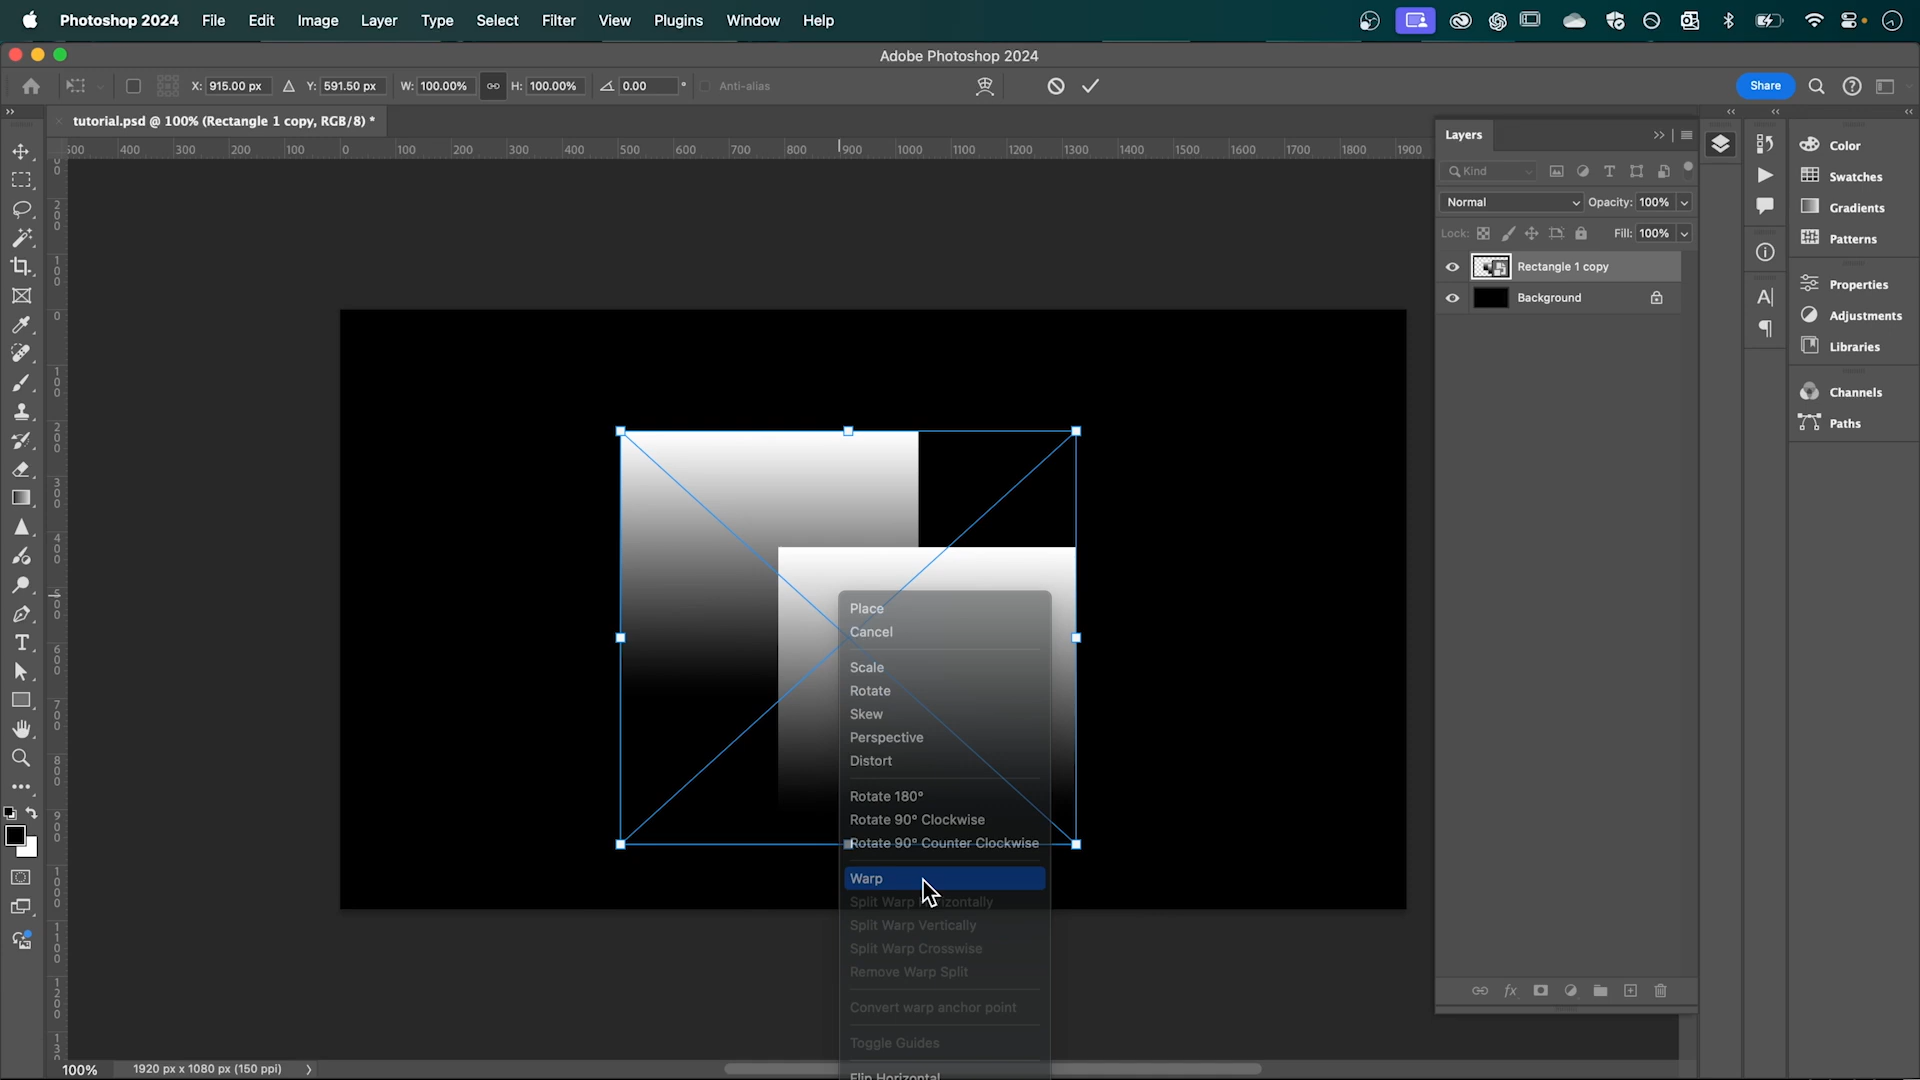 Photoshop 2024 File Edit Image Layer Type Select Filter View Plugins Window Help
Adobe Photoshop 2024
X: 915.00 px Y: 591.50 px W: 100.00% H: 100.00% 0.00 ° Anti-alias Share
tutorial.psd @ 100% (Rectangle 1 copy, RGB/8) *
500 400 300 200 100 0 100 200 300 400 500 600 700 800 900 1000 1100 1200 1300 1400 1500 1600 1700 1800 1900
Layers
Kind
Normal Opacity: 100%
Lock: Fill: 100%
Rectangle 1 copy
Background
Color
Swatches
Gradients
Patterns
Properties
Adjustments
Libraries
Channels
Paths
Place
Cancel
Scale
Rotate
Skew
Perspective
Distort
Rotate 180°
Rotate 90° Clockwise
Rotate 90° Counter Clockwise
Warp
Split Warp Horizontally
Split Warp Vertically
Split Warp Crosswise
Remove Warp Split
Convert warp anchor point
Toggle Guides
Flip Horizontal
100% 1920 px x 1080 px (150 ppi)